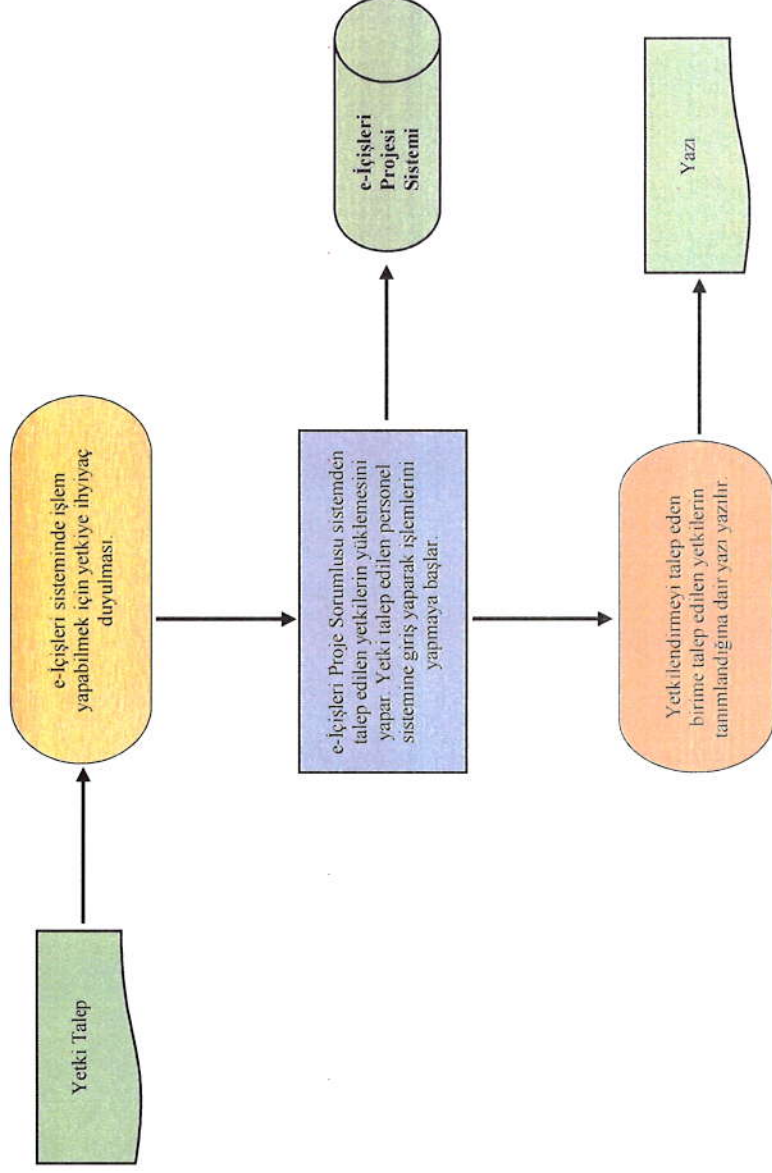 Yetki Talep
e-İçişleri sisteminde işlem
yapabilmek için yetkiye ihyiyaç
duyulması.
e-İçişleri Proje Sorumlusu sistemden
talep edilen yetkilerin yüklemesini
yapar. Yetki talep edilen personel
sistemine giriş yaparak işlemlerini
yapmaya başlar.
e-İçişleri
Projesi
Sistemi
Yetkilendirmeyi talep eden
birime talep edilen yetkilerin
tanımlandığına dair yazı yazılır.
Yazı